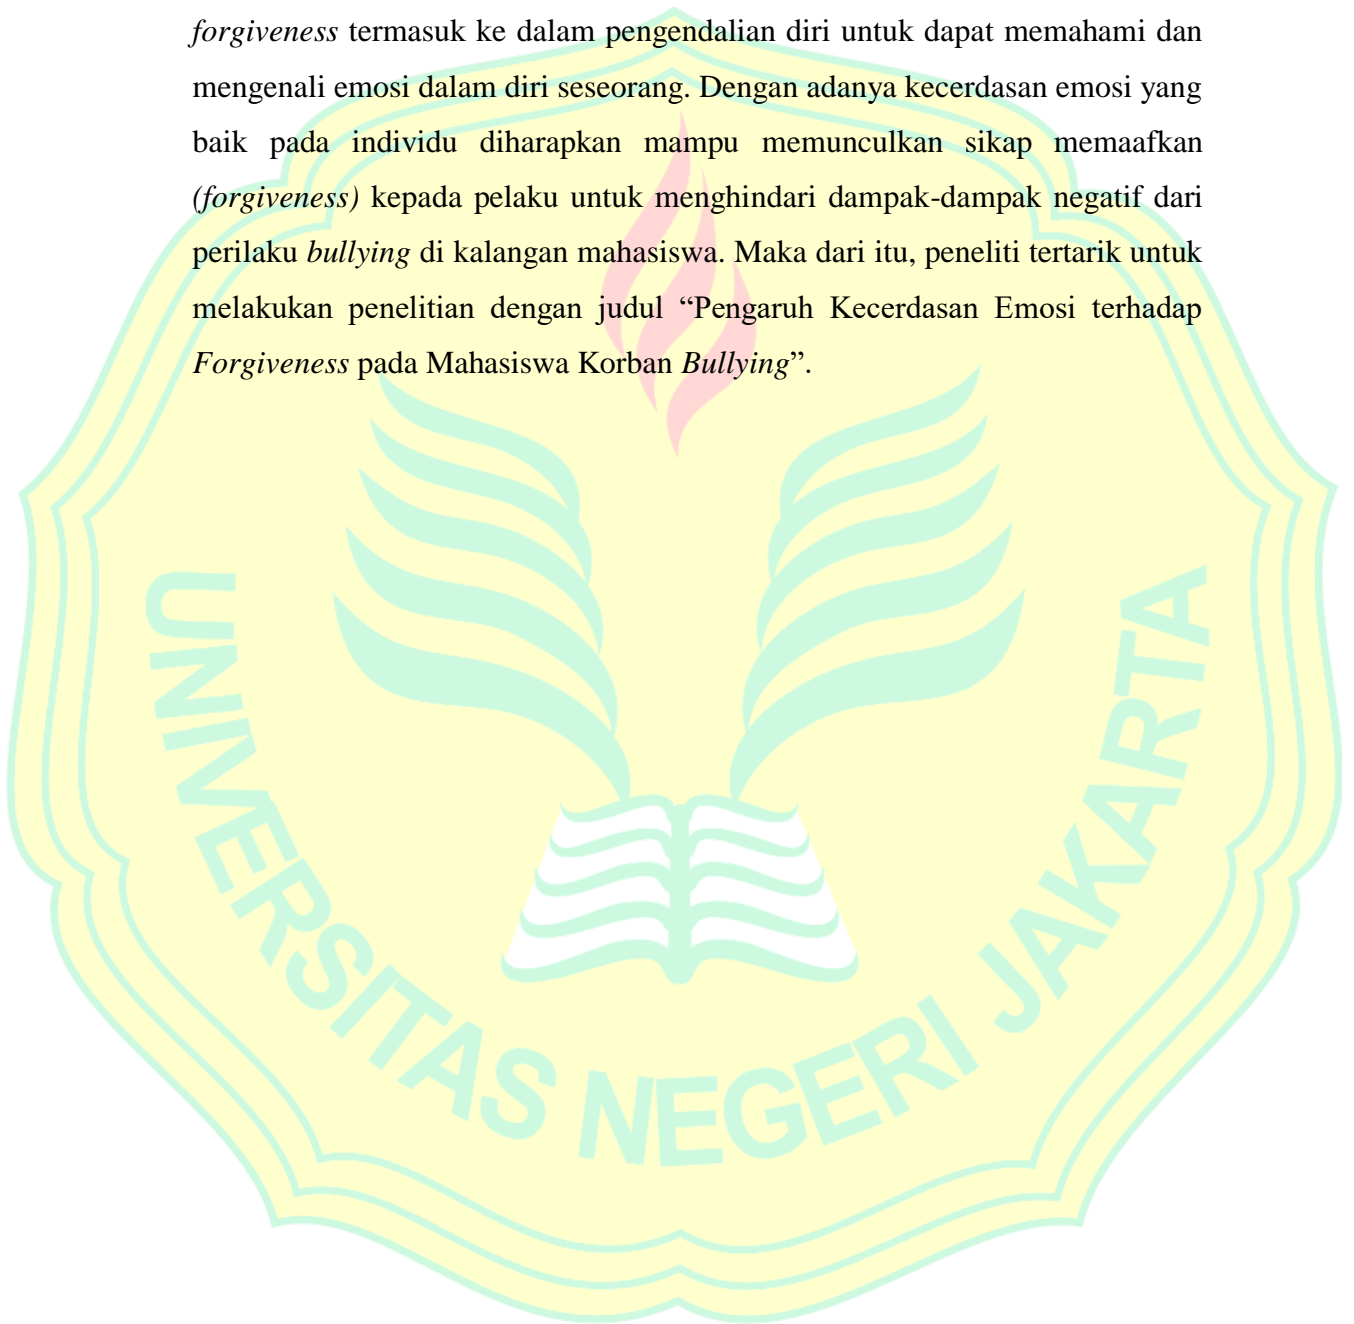 forgiveness termasuk ke dalam pengendalian diri untuk dapat memahami dan
mengenali emosi dalam diri seseorang. Dengan adanya kecerdasan emosi yang
baik pada individu diharapkan mampu memunculkan sikap memaafkan
(forgiveness) kepada pelaku untuk menghindari dampak-dampak negatif dari
perilaku bullying di kalangan mahasiswa. Maka dari itu, peneliti tertarik untuk
melakukan penelitian dengan judul “Pengaruh Kecerdasan Emosi terhadap
Forgiveness pada Mahasiswa Korban Bullying”.
UNIVERSITAS NEGERI JAKARTA